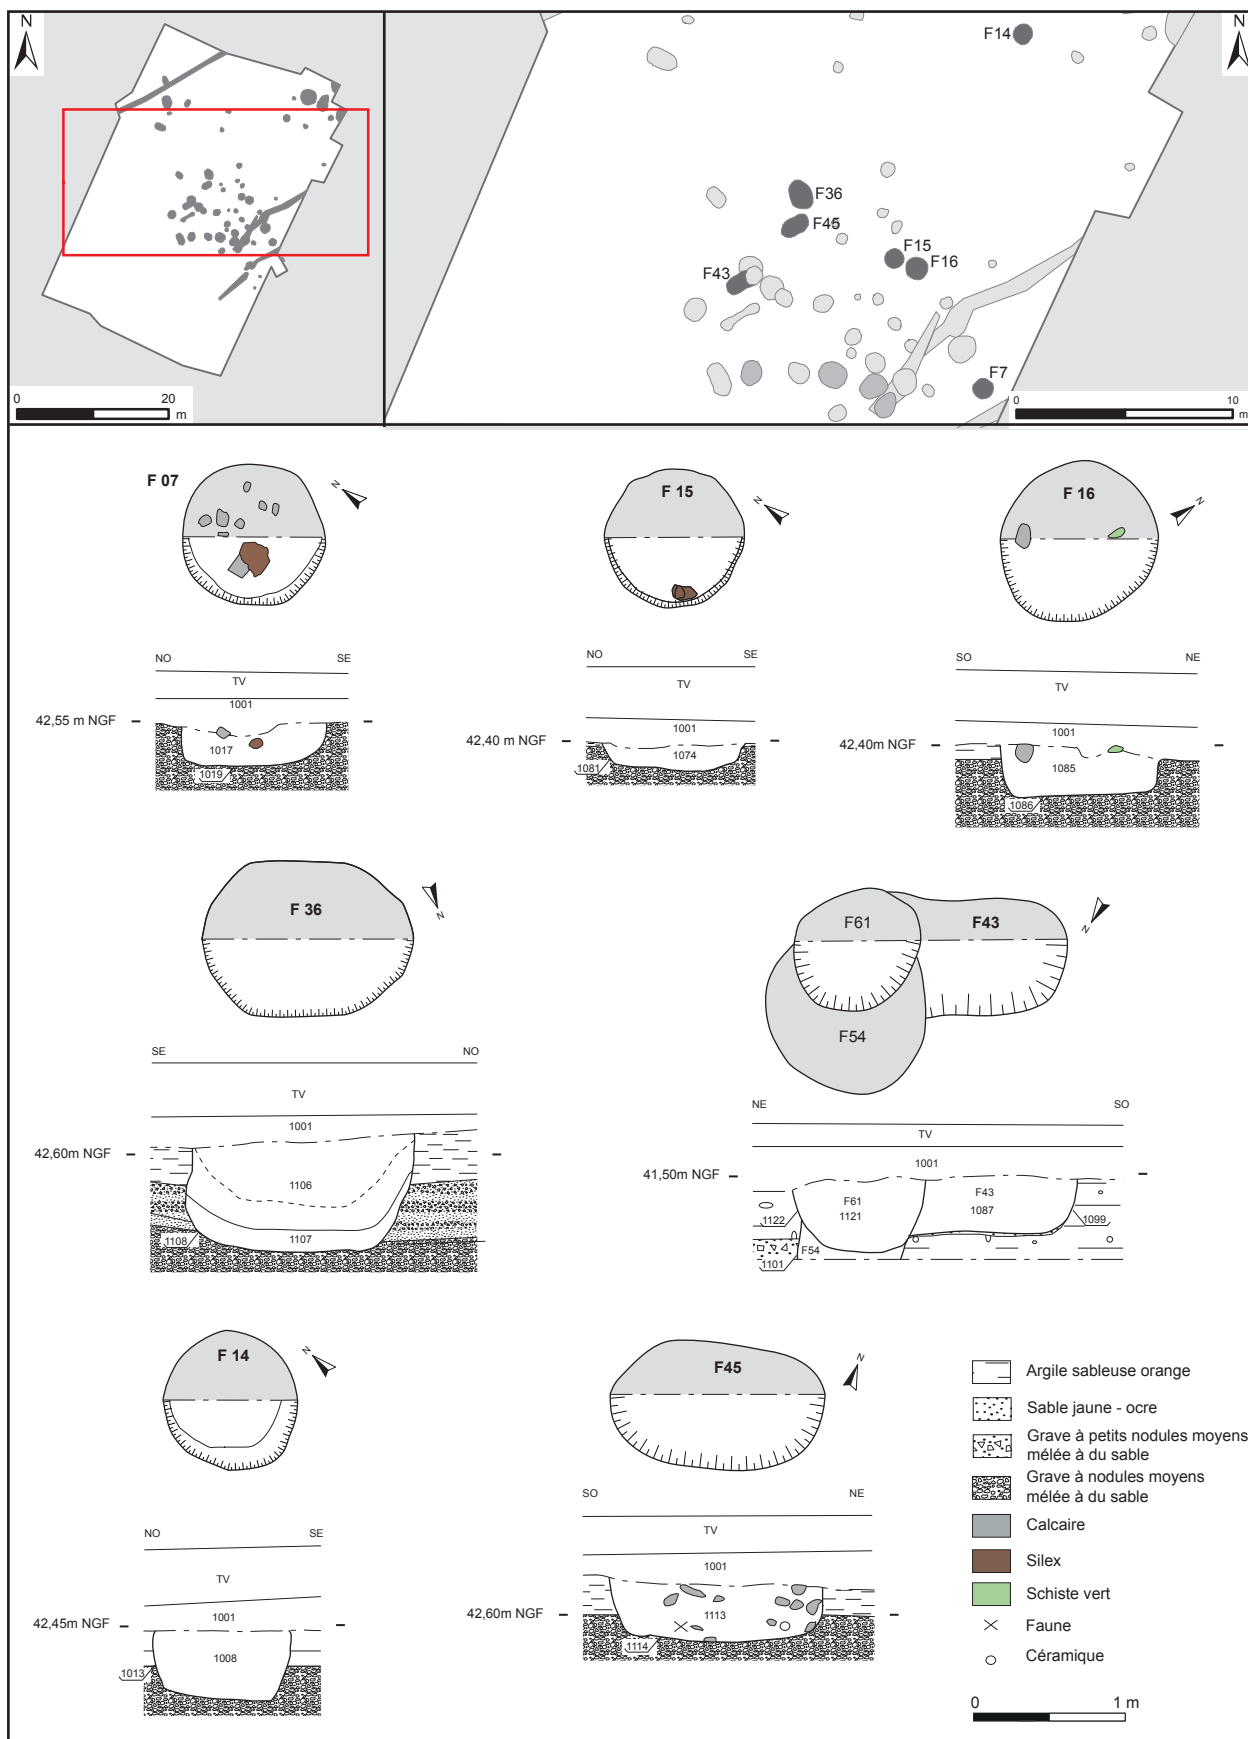 N
0 20
m
N
F14
F36
F45
F15
F16
F43
F7
0 10
m
F 07
N
NO SE
TV
1001
42,55 m NGF
1017
1019
F 15
N
NO SE
TV
1001
42,40 m NGF
1074
1081
F 16
N
SO NE
TV
1001
42,40m NGF
1085
1086
F 36
N
SE NO
TV
1001
42,60m NGF
1106
1108
1107
F61
F43
F54
N
NE SO
TV
1001
41,50m NGF
F61
1121
F43
1087
1122
1099
F54
1101
F 14
N
NO SE
TV
1001
42,45m NGF
1008
1013
F45
N
SO NE
TV
1001
42,60m NGF
1113
1114
Argile sableuse orange
Sable jaune - ocre
Grave à petits nodules moyens
mélée à du sable
Grave à nodules moyens
mélée à du sable
Calcaire
Silex
Schiste vert
Faune
Céramique
0 1 m